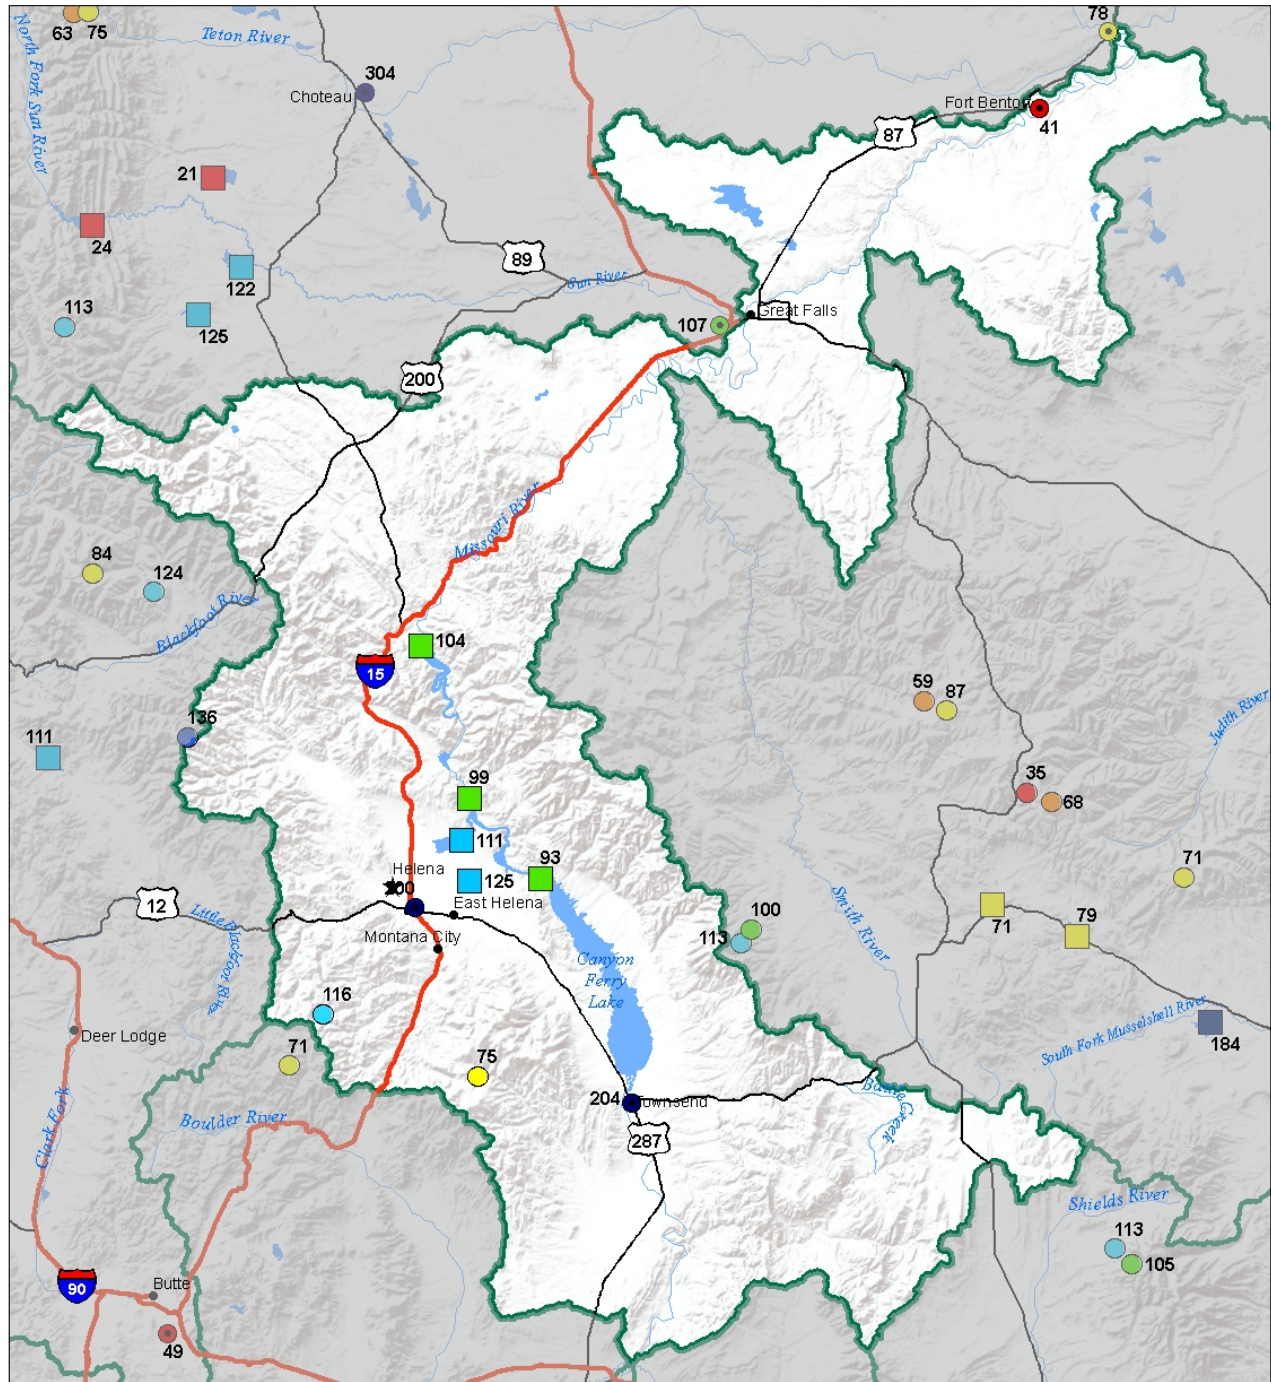 63
75
78
Teton River
North Fork Sun River
304
Choteau
Fort Benton
41
87
21
24
122
89
Sun River
113
125
107
Great Falls
200
Missouri River
84
124
Blackfoot River
104
15
59
87
136
111
Judith River
35
68
99
111
93
71
Helena
125
12
East Helena
Little Blackfoot River
Montana City
71
79
Smith River
100
113
Canyon
Ferry
Lake
116
Deer Lodge
South Fork Musselshell River
184
71
75
204
Townsend
Battle Creek
Boulder River
287
Clark Fork
Shields River
113
105
90
Butte
49